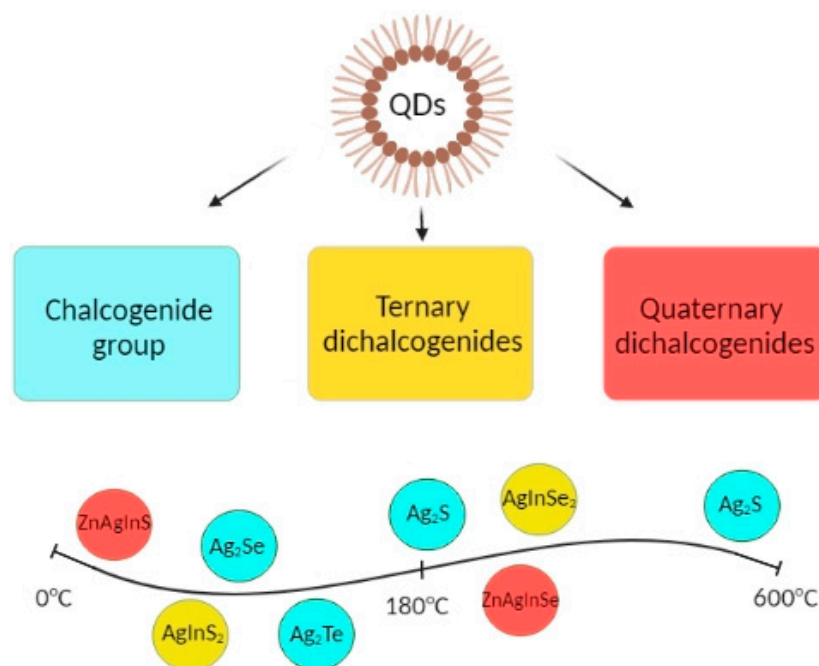 QDs
Chalcogenide
group
Ternary
dichalcogenides
Quaternary
dichalcogenides
ZnAgInS
Ag₂Se
Ag₂S
AgInSe₂
Ag₂S
0°C
180°C
600°C
AgInS₂
Ag₂Te
ZnAgInSe